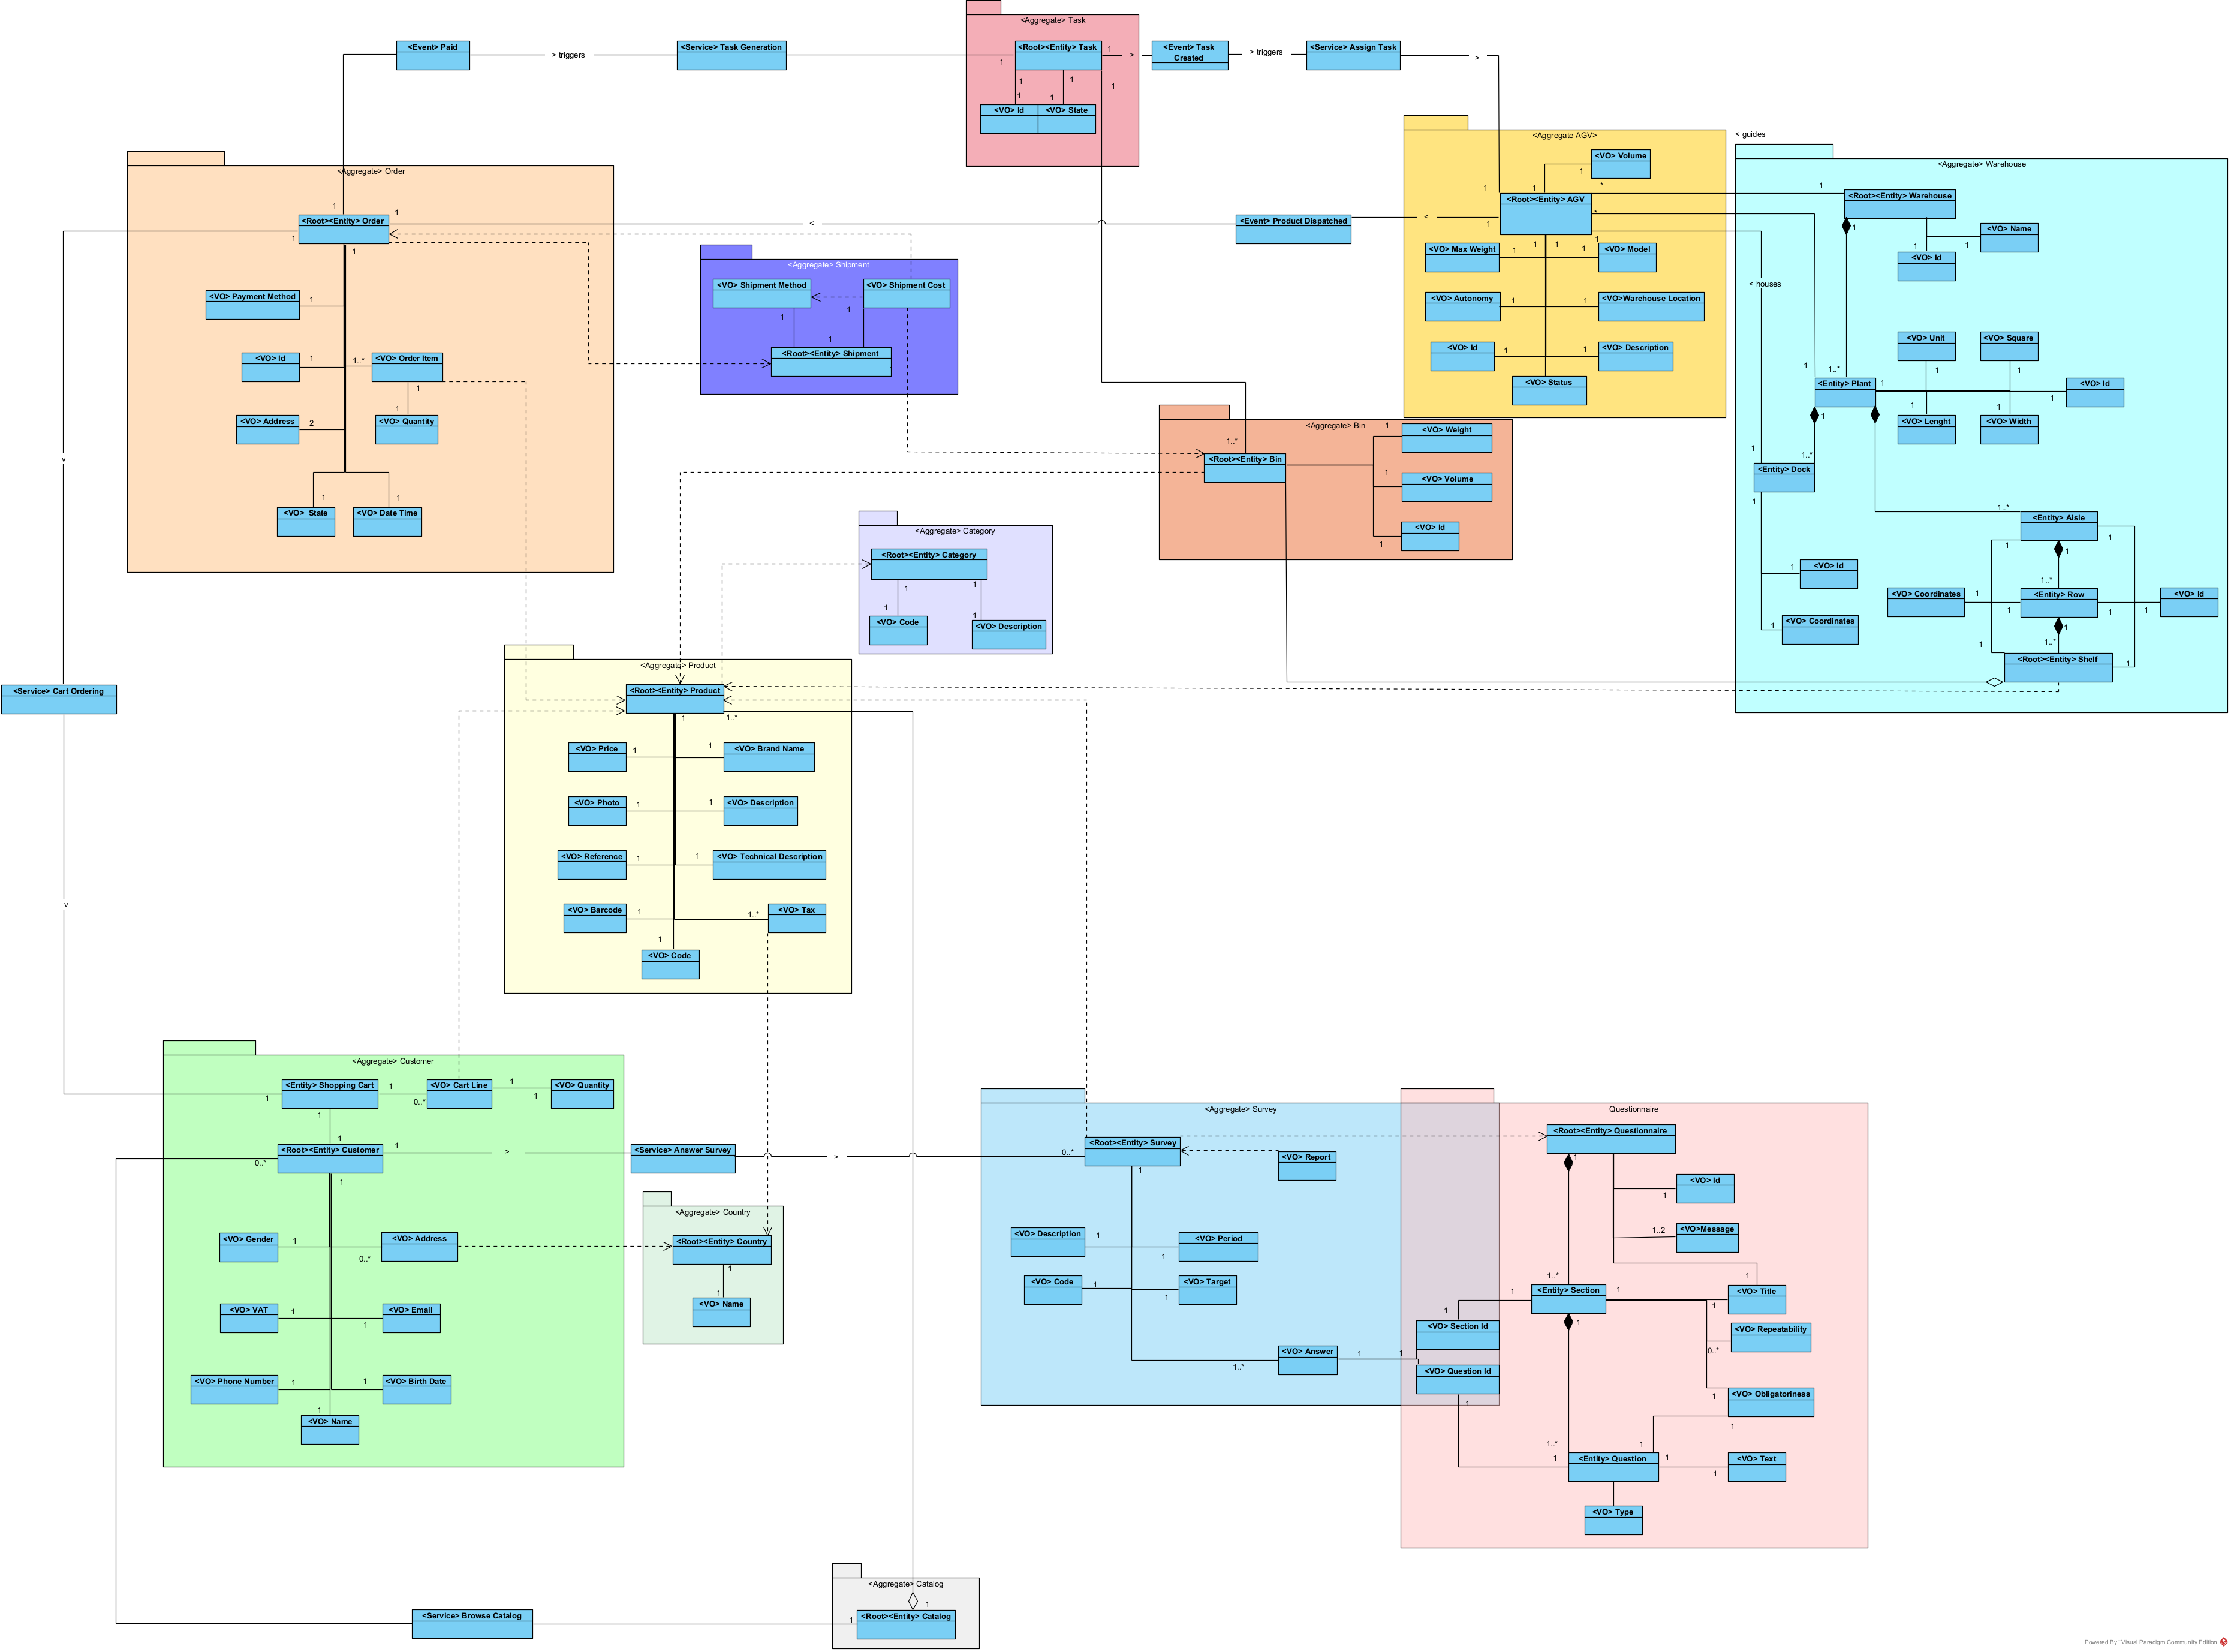 <Aggregate> Task
<Event> Paid
> triggers
<Service> Task Generation
<Root><Entity> Task
1
1
1
1
1
1
1
>
<Event> Task
Created
> triggers
<Service> Assign Task
>
<VO> Id
<VO> State
<Aggregate AGV>
< guides
<VO> Volume
1
1
1
*
1
<Root><Entity> AGV
*
1
1
1
1
<
<Event> Product Dispatched
<
<VO> Max Weight
1
1
<VO> Model
<VO> Autonomy
1
1
<VO>Warehouse Location
<VO> Id
1
1
<VO> Description
<VO> Status
<Aggregate> Warehouse
<Root><Entity> Warehouse
1
<VO> Name
1
1
<VO> Id
< houses
<VO> Unit
<VO> Square
1
1
1
1..*
<Entity> Plant
1
<VO> Id
1
1
1
1
<VO> Lenght
<VO> Width
1
1..*
<Entity> Dock
1
1..*
<Entity> Aisle
1
1
1
<VO> Id
1
1..*
<VO> Coordinates
1
1
<Entity> Row
1
1
<VO> Id
1
<VO> Coordinates
1
1..*
1
1
<Root><Entity> Shelf
<Aggregate> Order
1
1
<Root><Entity> Order
1
1
<VO> Payment Method
1
<VO> Id
1
1..*
<VO> Order Item
1
1
<VO> Address
2
<VO> Quantity
1
1
<VO>  State
<VO> Date Time
<Aggregate> Shipment
<VO> Shipment Method
<VO> Shipment Cost
1
1
1
<Root><Entity> Shipment
1
<Aggregate> Bin
1
<VO> Weight
1..*
<Root><Entity> Bin
1
<VO> Volume
<VO> Id
1
<Aggregate> Category
<Root><Entity> Category
1
1
1
1
<VO> Code
<VO> Description
v
<Service> Cart Ordering
v
<Aggregate> Product
<Root><Entity> Product
1
1..*
<VO> Price
1
1
<VO> Brand Name
<VO> Photo
1
1
<VO> Description
<VO> Reference
1
1
<VO> Technical Description
<VO> Barcode
1
1..*
<VO> Tax
1
<VO> Code
<Aggregate> Customer
<Entity> Shopping Cart
1
1
0..*
<VO> Cart Line
1
1
<VO> Quantity
1
1
<Root><Entity> Customer
1
0..*
1
>
<Service> Answer Survey
>
<VO> Gender
1
0..*
<VO> Address
<VO> VAT
1
1
<VO> Email
<VO> Phone Number
1
1
<VO> Birth Date
1
<VO> Name
<Aggregate> Country
<Root><Entity> Country
1
1
<VO> Name
<Aggregate> Survey
<Root><Entity> Survey
0..*
1
<VO> Report
<VO> Description
1
1
<VO> Period
<VO> Code
1
1
<VO> Target
1..*
<VO> Answer
1
1
Questionnaire
<Root><Entity> Questionnaire
1
<VO> Id
1
1..2
<VO>Message
1..*
<Entity> Section
1
1
1
1
1
1
<VO> Title
<VO> Section Id
<VO> Repeatability
0..*
<VO> Question Id
1
<VO> Obligatoriness
1
1
1
1..*
1
<Entity> Question
1
1
<VO> Text
<VO> Type
<Aggregate> Catalog
1
<Root><Entity> Catalog
1
<Service> Browse Catalog
Powered By: Visual Paradigm Community Edition